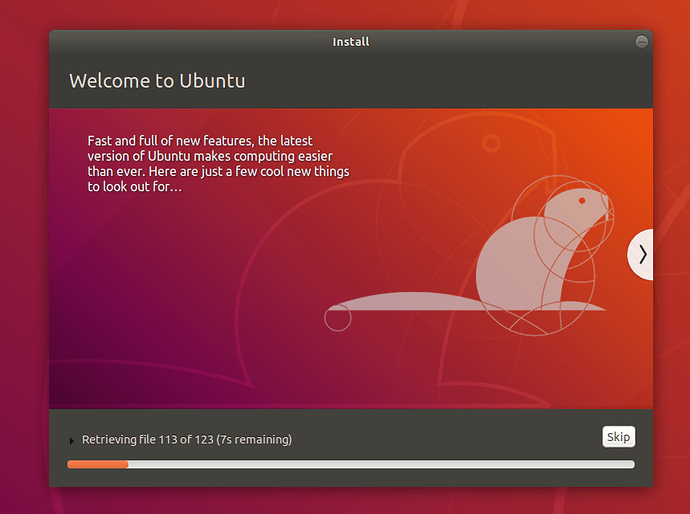 Install
Welcome to Ubuntu
Fast and full of new features, the latest
version of Ubuntu makes computing easier
than ever. Here are just a few cool new things
to look out for…
Retrieving file 113 of 123 (7s remaining)
Skip